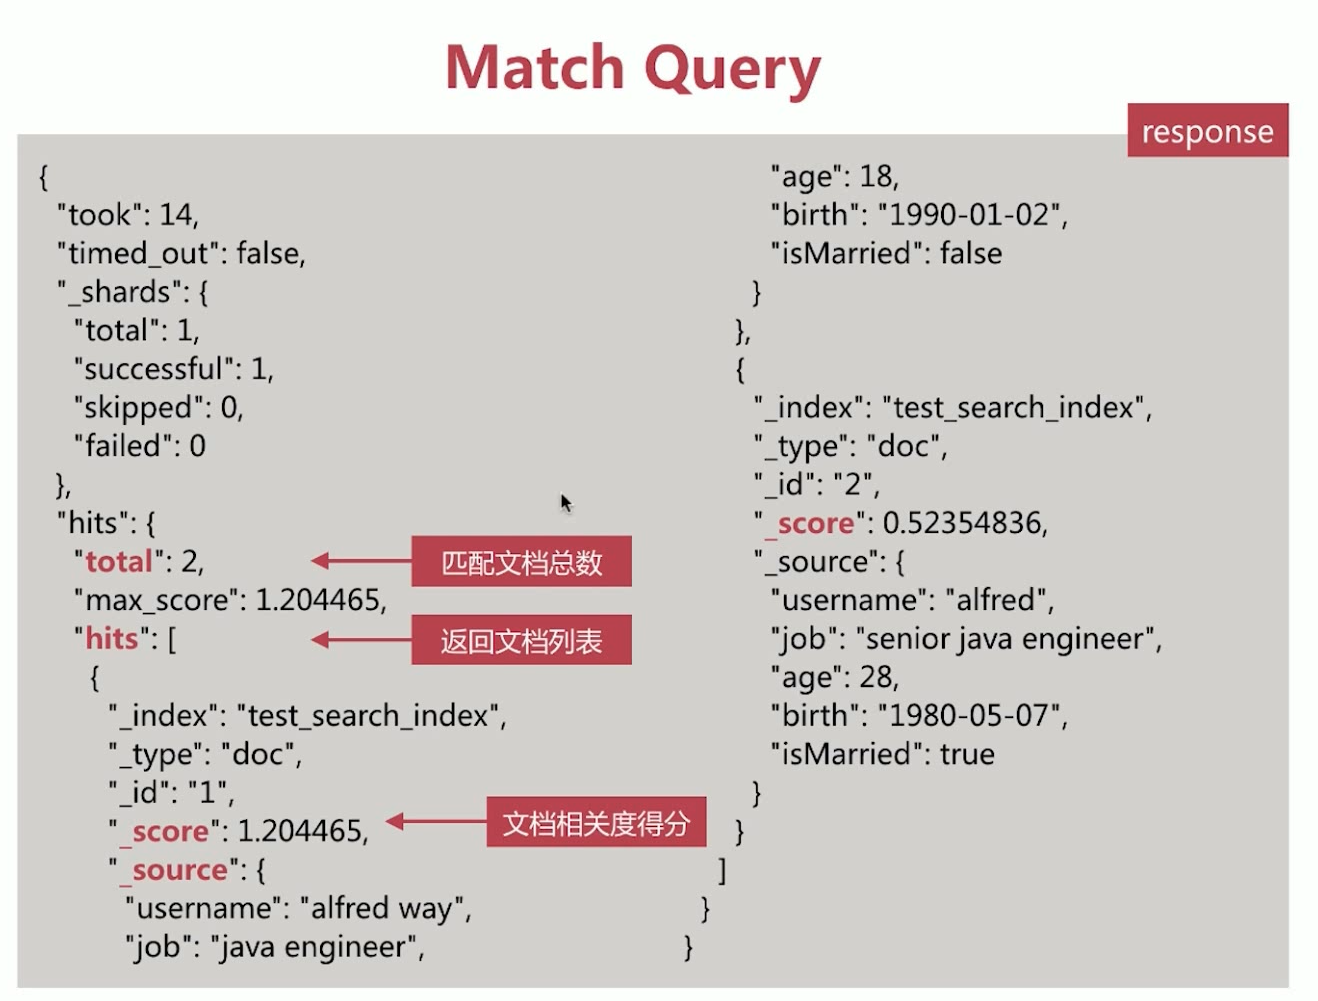 Match Query
response
{
"took": 14,
"timed_out": false,
"_shards": {
"total": 1,
"successful": 1,
"skipped": 0,
"failed": 0
},
"hits": {
"total": 2,
匹配文档总数
"max_score": 1.204465,
"hits": [
返回文档列表
{
"_index": "test_search_index",
"_type": "doc",
"_id": "1",
"_score": 1.204465,
文档相关度得分
"_source": {
"username": "alfred way",
"job": "java engineer",
"age": 18,
"birth": "1990-01-02",
"isMarried": false
}
},
{
"_index": "test_search_index",
"_type": "doc",
"_id": "2",
"_score": 0.52354836,
"_source": {
"username": "alfred",
"job": "senior java engineer",
"age": 28,
"birth": "1980-05-07",
"isMarried": true
}
}
]
}
}